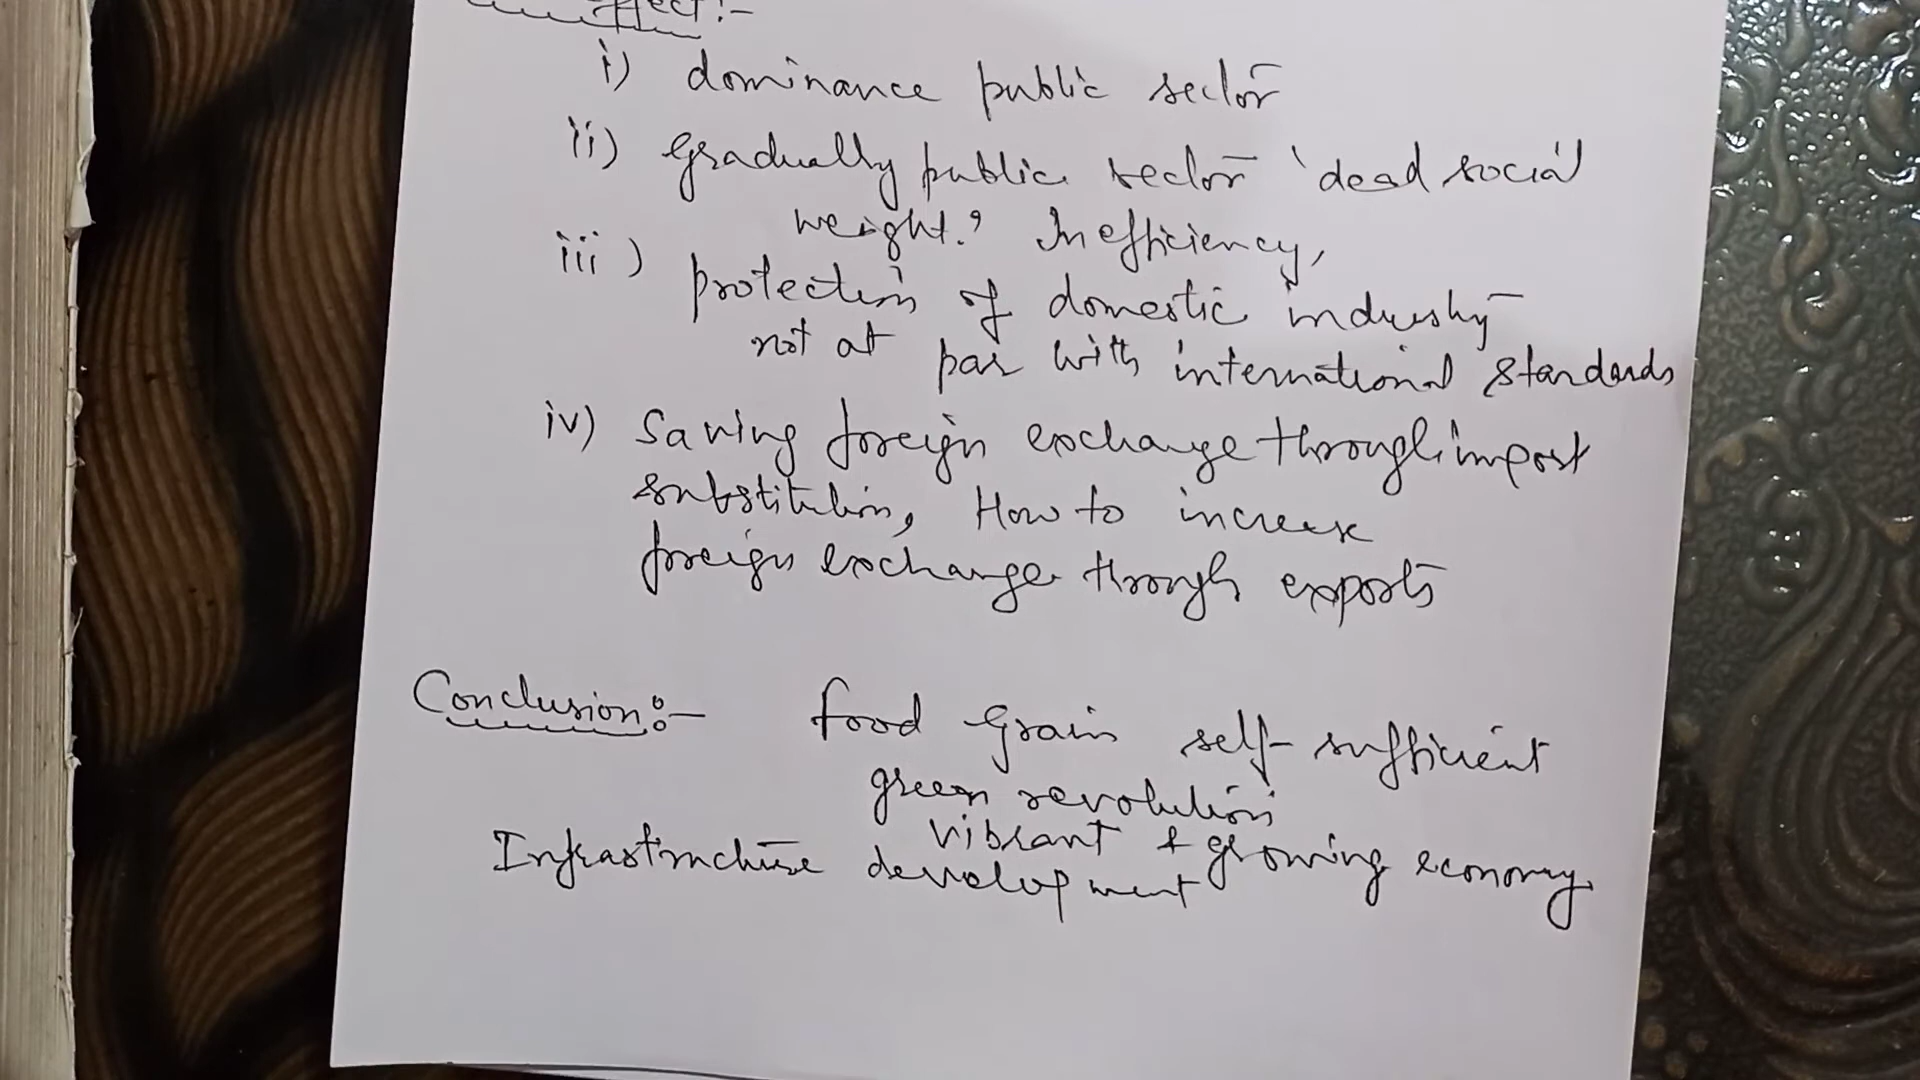 i) dominance public sector
ii) Gradually public sector 'dead social
weight.' Inefficiency,
iii) protection of domestic industry
not at par with international standards
iv) Saving foreign exchange through import
substitution, How to increase
foreign exchange through exports
Conclusion:- food grain self-sufficient
green revolution
vibrant & growing economy
Infrastructure development